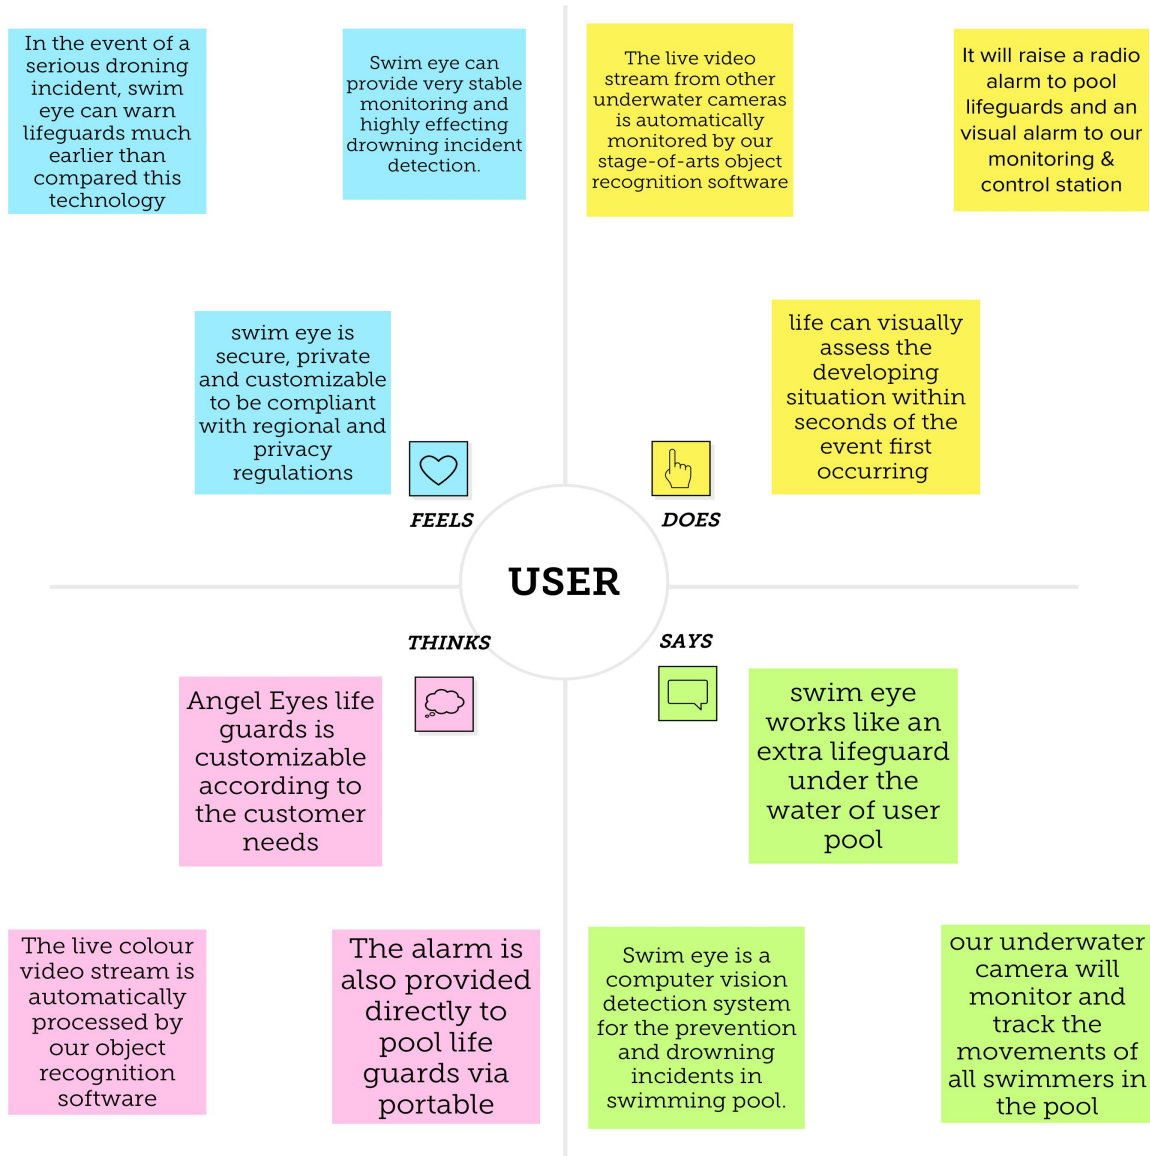 In the event of a
serious droning
incident, swim
eye can warn
lifeguards much
earlier than
compared this
technology
Swim eye can
provide very stable
monitoring and
highly effecting
drowning incident
detection.
swim eye is
secure, private
and customizable
to be compliant
with regional and
privacy
regulations
FEELS
The live video
stream from other
underwater cameras
is automatically
monitored by our
stage-of-arts object
recognition software
It will raise a radio
alarm to pool
lifeguards and an
visual alarm to our
monitoring &
control station
life can visually
assess the
developing
situation within
seconds of the
event first
occurring
DOES
USER
THINKS
Angel Eyes life
guards is
customizable
according to
the customer
needs
The live colour
video stream is
automatically
processed by
our object
recognition
software
The alarm is
also provided
directly to
pool life
guards via
portable
SAYS
swim eye
works like an
extra lifeguard
under the
water of user
pool
Swim eye is a
computer vision
detection system
for the prevention
and drowning
incidents in
swimming pool.
our underwater
camera will
monitor and
track the
movements of
all swimmers in
the pool